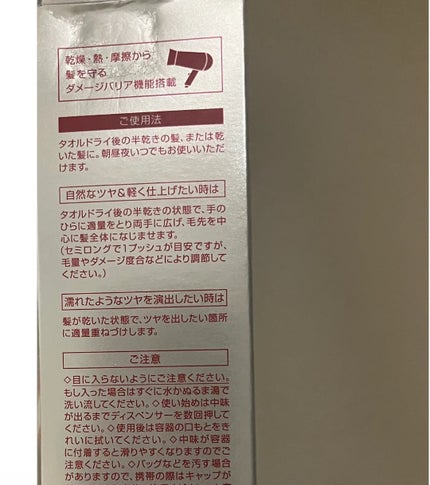 乾燥・熱・摩擦から
髪を守る
ダメージバリア機能搭載
ご使用法
タオルドライ後の半乾きの髪、または乾
いた髪に。朝昼夜いつでもお使いいただ
けます。
自然なツヤ&軽く仕上げたい時は
タオルドライ後の半乾きの状態で、手の
ひらに適量をとり両手に広げ、毛先を中
心に髪全体になじませます。
(セミロングで1プッシュが目安ですが、
毛量やダメージ度合などにより調節して
ください。)
濡れたようなツヤを演出したい時は
髪が乾いた状態で、ツヤを出したい箇所
に適量重ねづけします。
ご注意
◇目に入らないようにご注意ください。
もし入った場合はすぐに水かぬるま湯で
洗い流してください。◇使い始めは中味
が出るまでディスペンサーを数回押して
ください。◇使用後は容器の口もとをき
れいに拭いてください。◇中味が容器
に付着すると滑りやすくなりますのでご
注意ください。◇バッグなどを汚す場合
がありますので、携帯の際はキャップが